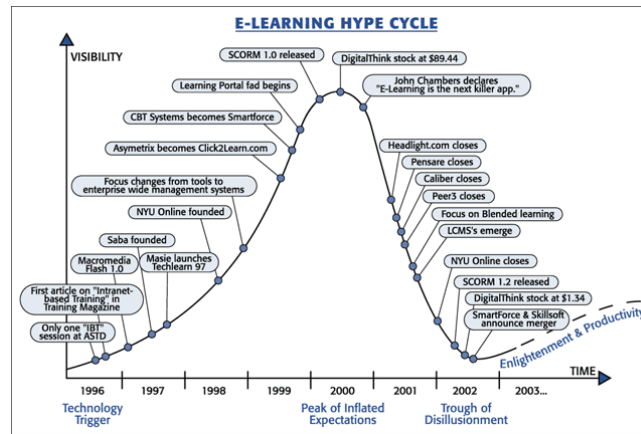 E-LEARNING HYPE CYCLE
VISIBILITY
SCORM 1.0 released
DigitalThink stock at $89.44
Learning Portal fad begins
John Chambers declares
"E-Learning is the next killer app."
CBT Systems becomes Smartforce
Asymetrix becomes Click2Learn.com
Headlight.com closes
Pensare closes
Caliber closes
Peer3 closes
Focus changes from tools to
enterprise wide management systems
NYU Online founded
Focus on Blended learning
LCMS's emerge
Saba founded
Macromedia
Flash 1.0
Masie launches
Techlearn 97
NYU Online closes
SCORM 1.2 released
First article on "Intranet-
based Training" in
Training Magazine
DigitalThink stock at $1.34
Only one "IBT"
session at ASTD
SmartForce & Skillsoft
announce merger
Enlightenment & Productivity
TIME
1996 1997 1998 1999 2000 2001 2002 2003...
Technology
Trigger
Peak of Inflated
Expectations
Trough of
Disillusionment